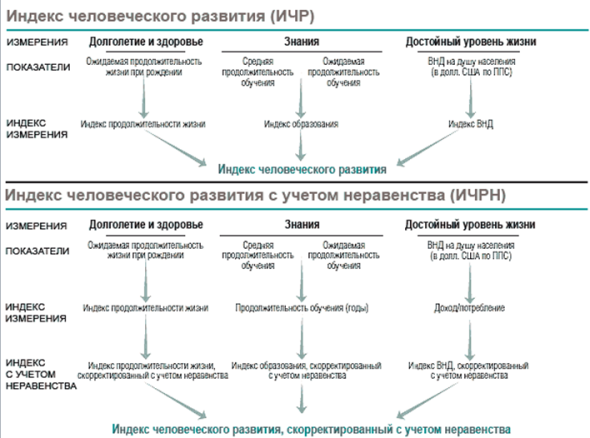 Индекс человеческого развития (ИЧР)
ИЗМЕРЕНИЯ Долголетие и здоровье Знания Достойный уровень жизни
ПОКАЗАТЕЛИ Ожидаемая продолжительность жизни при рождении Средняя продолжительность обучения Ожидаемая продолжительность обучения ВНД на душу населения (в долл. США по ППС)
ИНДЕКС ИЗМЕРЕНИЯ Индекс продолжительности жизни Индекс образования Индекс ВНД
Индекс человеческого развития
Индекс человеческого развития с учетом неравенства (ИЧРН)
ИЗМЕРЕНИЯ Долголетие и здоровье Знания Достойный уровень жизни
ПОКАЗАТЕЛИ Ожидаемая продолжительность жизни при рождении Средняя продолжительность обучения Ожидаемая продолжительность обучения ВНД на душу населения (в долл. США по ППС)
ИНДЕКС ИЗМЕРЕНИЯ Индекс продолжительности жизни Продолжительность обучения (годы) Доход/потребление
ИНДЕКС С УЧЕТОМ НЕРАВЕНСТВА Индекс продолжительности жизни, скорректированный с учетом неравенства Индекс образования, скорректированный с учетом неравенства Индекс ВНД, скорректированный с учетом неравенства
Индекс человеческого развития, скорректированный с учетом неравенства